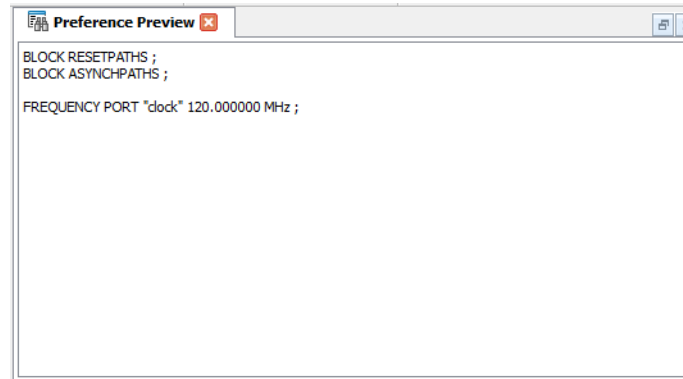 Preference Preview
BLOCK RESETPATHS ;
BLOCK ASYNCHPATHS ;
FREQUENCY PORT "clock" 120.000000 MHz ;